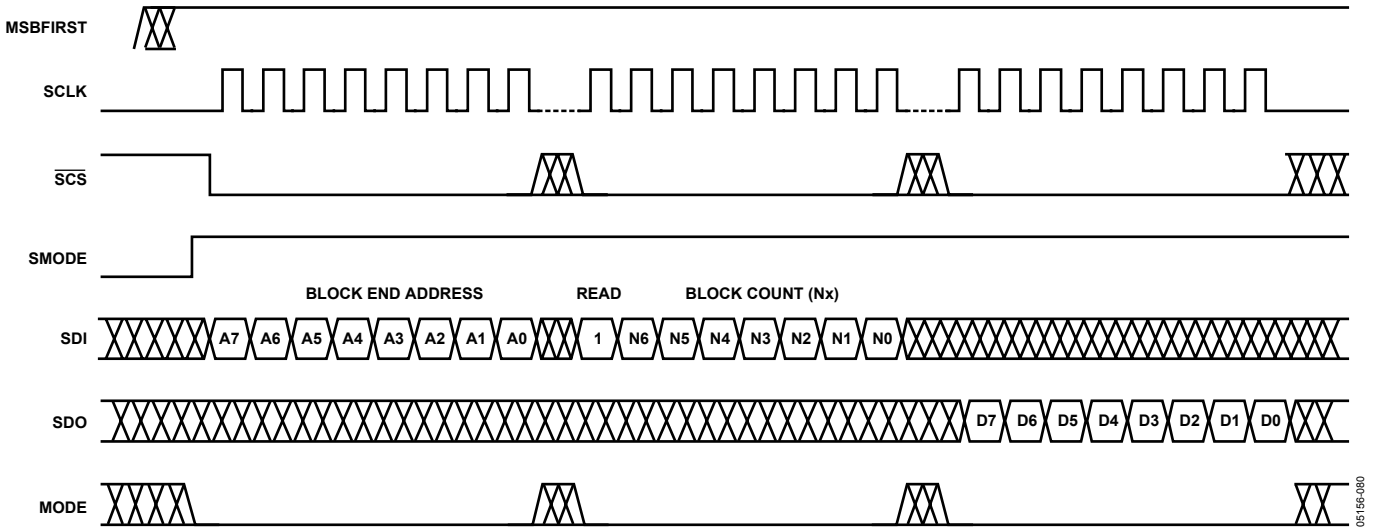 MSBFIRST
SCLK
SCS
SMODE
BLOCK END ADDRESS READ BLOCK COUNT (Nx)
SDI A7 A6 A5 A4 A3 A2 A1 A0 1 N6 N5 N4 N3 N2 N1 N0
SDO D7 D6 D5 D4 D3 D2 D1 D0
MODE
05156-080